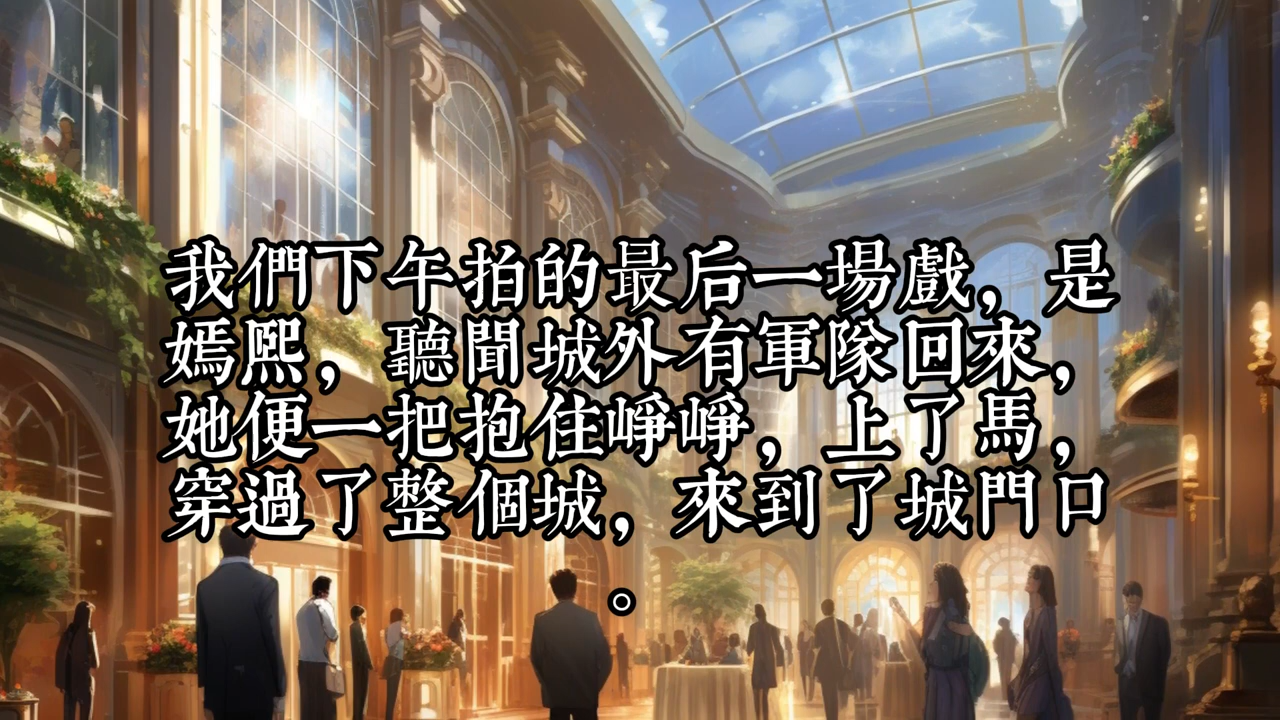 我們下午拍的最后一場戲，是
嫣熙，聽聞城外有軍隊回來，
她便一把抱住崢崢，上了馬，
穿過了整個城，來到了城門口
。